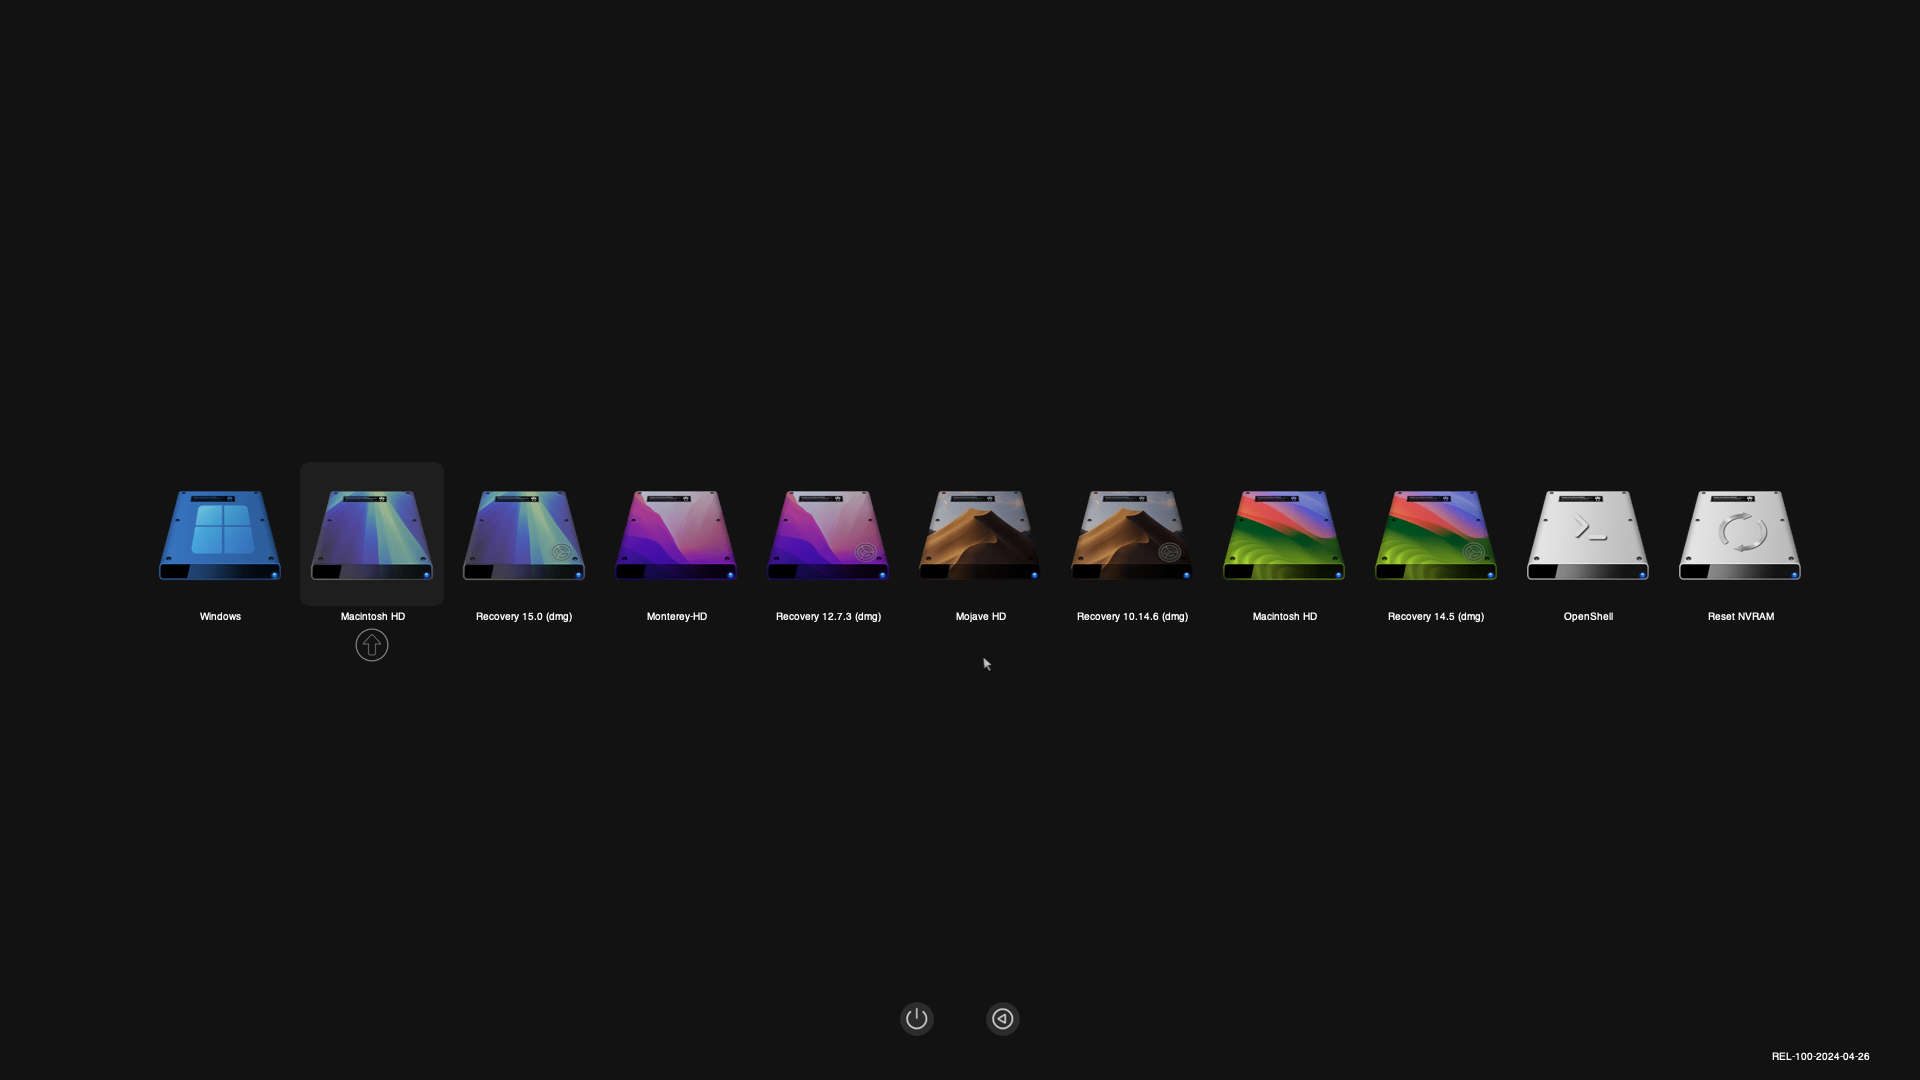 Windows
Macintosh HD
Recovery 15.0 (dmg)
Monterey-HD
Recovery 12.7.3 (dmg)
Mojave HD
Recovery 10.14.6 (dmg)
Macintosh HD
Recovery 14.5 (dmg)
OpenShell
Reset NVRAM
REL-100-2024-04-26